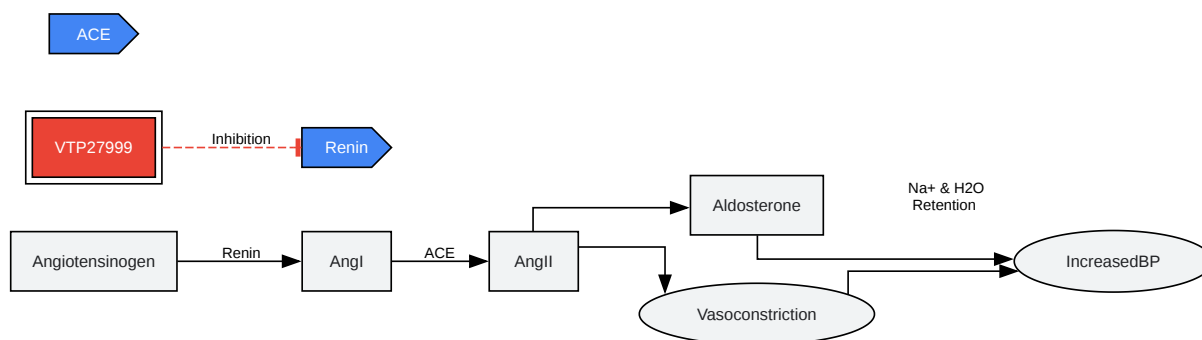 ACE
VTP27999
Inhibition
Renin
Angiotensinogen
Renin
AngI
ACE
AngII
Aldosterone
Na+ & H2O
Retention
Vasoconstriction
IncreasedBP